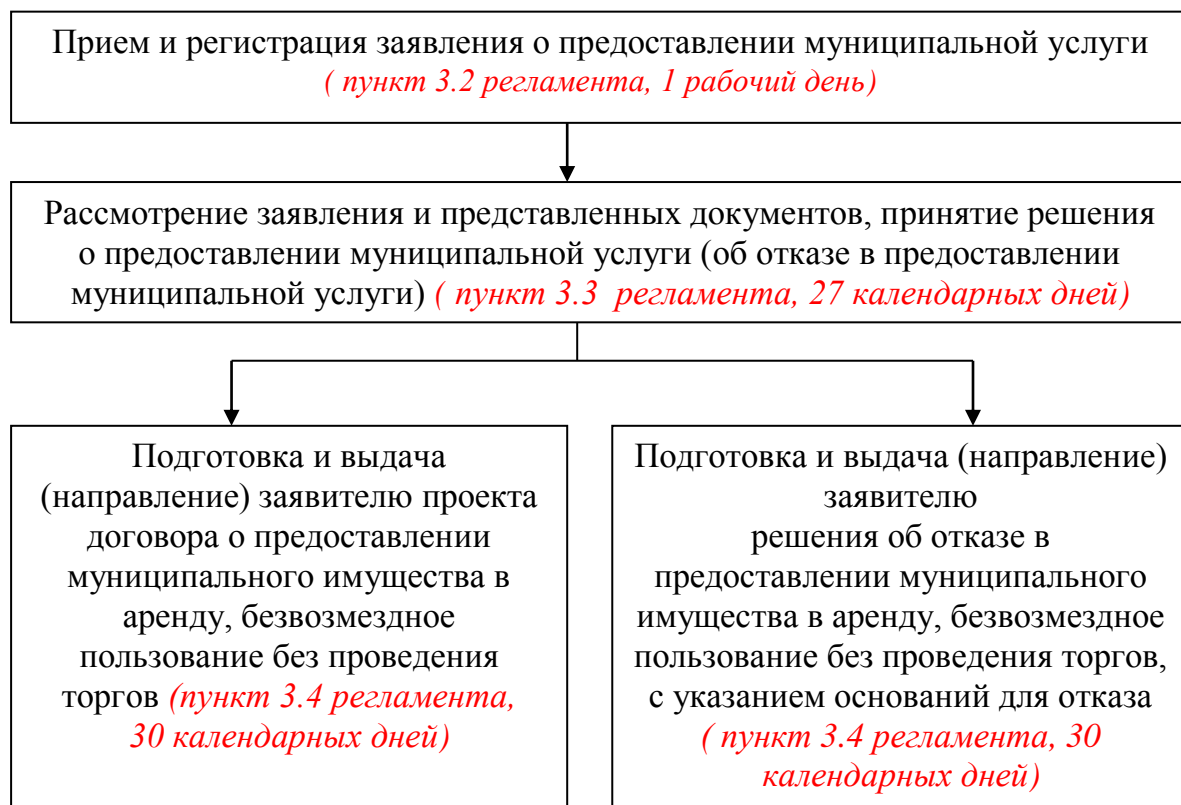 Прием и регистрация заявления о предоставлении муниципальной услуги
( пункт 3.2 регламента, 1 рабочий день)
Рассмотрение заявления и представленных документов, принятие решения
о предоставлении муниципальной услуги (об отказе в предоставлении
муниципальной услуги) ( пункт 3.3 регламента, 27 календарных дней)
Подготовка и выдача
(направление) заявителю проекта
договора о предоставлении
муниципального имущества в
аренду, безвозмездное
пользование без проведения
торгов (пункт 3.4 регламента,
30 календарных дней)
Подготовка и выдача (направление)
заявителю
решения об отказе в
предоставлении муниципального
имущества в аренду, безвозмездное
пользование без проведения торгов,
с указанием оснований для отказа
( пункт 3.4 регламента, 30
календарных дней)